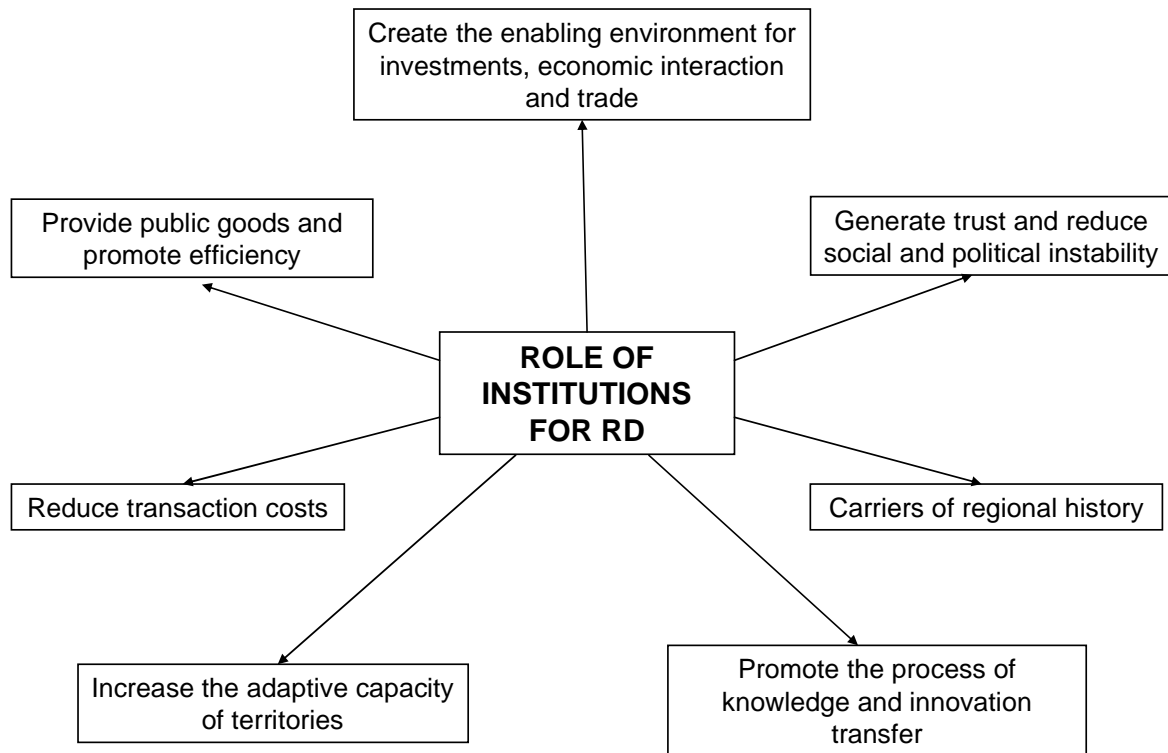 Create the enabling environment for
investments, economic interaction
and trade
Provide public goods and
promote efficiency
Generate trust and reduce
social and political instability
ROLE OF
INSTITUTIONS
FOR RD
Reduce transaction costs
Carriers of regional history
Increase the adaptive capacity
of territories
Promote the process of
knowledge and innovation
transfer